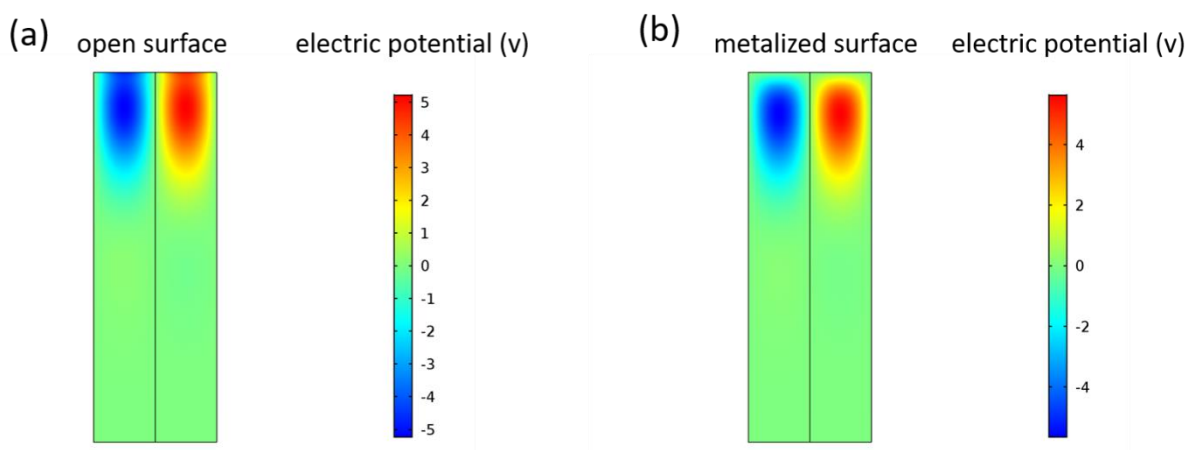 (a)
open surface
electric potential (v)
5
4
3
2
1
0
-1
-2
-3
-4
-5
(b)
metalized surface
electric potential (v)
4
2
0
-2
-4